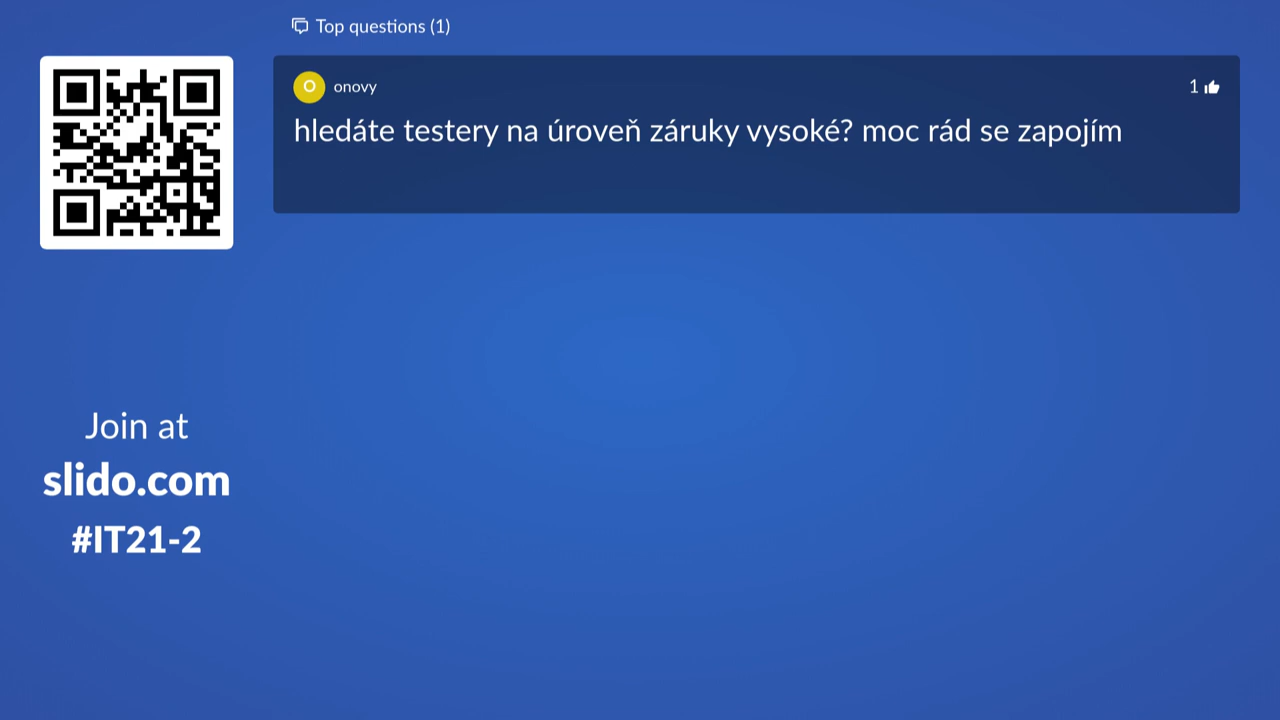 Top questions (1)
O onovy 1
hledáte testery na úroveň záruky vysoké? moc rád se zapojím
Join at
slido.com
#IT21-2